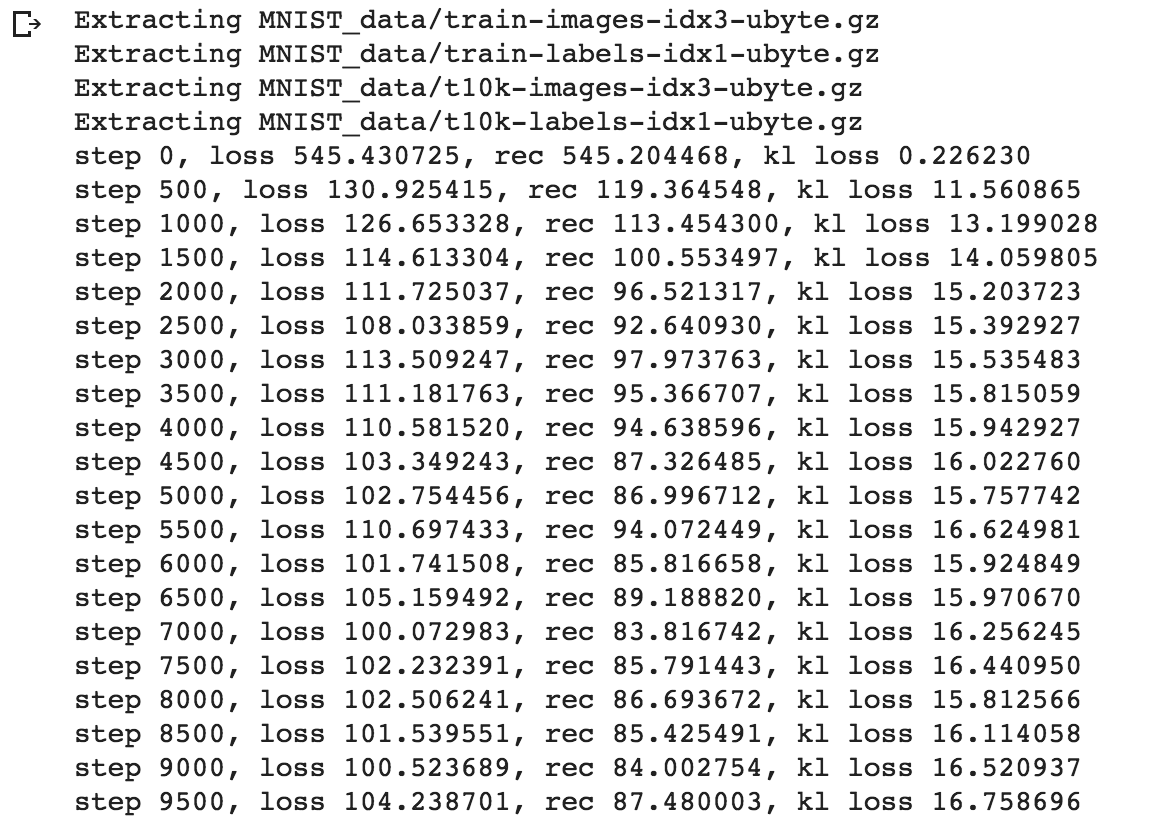 Extracting MNIST_data/train-images-idx3-ubyte.gz
Extracting MNIST_data/train-labels-idx1-ubyte.gz
Extracting MNIST_data/t10k-images-idx3-ubyte.gz
Extracting MNIST_data/t10k-labels-idx1-ubyte.gz
step 0, loss 545.430725, rec 545.204468, kl loss 0.226230
step 500, loss 130.925415, rec 119.364548, kl loss 11.560865
step 1000, loss 126.653328, rec 113.454300, kl loss 13.199028
step 1500, loss 114.613304, rec 100.553497, kl loss 14.059805
step 2000, loss 111.725037, rec 96.521317, kl loss 15.203723
step 2500, loss 108.033859, rec 92.640930, kl loss 15.392927
step 3000, loss 113.509247, rec 97.973763, kl loss 15.535483
step 3500, loss 111.181763, rec 95.366707, kl loss 15.815059
step 4000, loss 110.581520, rec 94.638596, kl loss 15.942927
step 4500, loss 103.349243, rec 87.326485, kl loss 16.022760
step 5000, loss 102.754456, rec 86.996712, kl loss 15.757742
step 5500, loss 110.697433, rec 94.072449, kl loss 16.624981
step 6000, loss 101.741508, rec 85.816658, kl loss 15.924849
step 6500, loss 105.159492, rec 89.188820, kl loss 15.970670
step 7000, loss 100.072983, rec 83.816742, kl loss 16.256245
step 7500, loss 102.232391, rec 85.791443, kl loss 16.440950
step 8000, loss 102.506241, rec 86.693672, kl loss 15.812566
step 8500, loss 101.539551, rec 85.425491, kl loss 16.114058
step 9000, loss 100.523689, rec 84.002754, kl loss 16.520937
step 9500, loss 104.238701, rec 87.480003, kl loss 16.758696